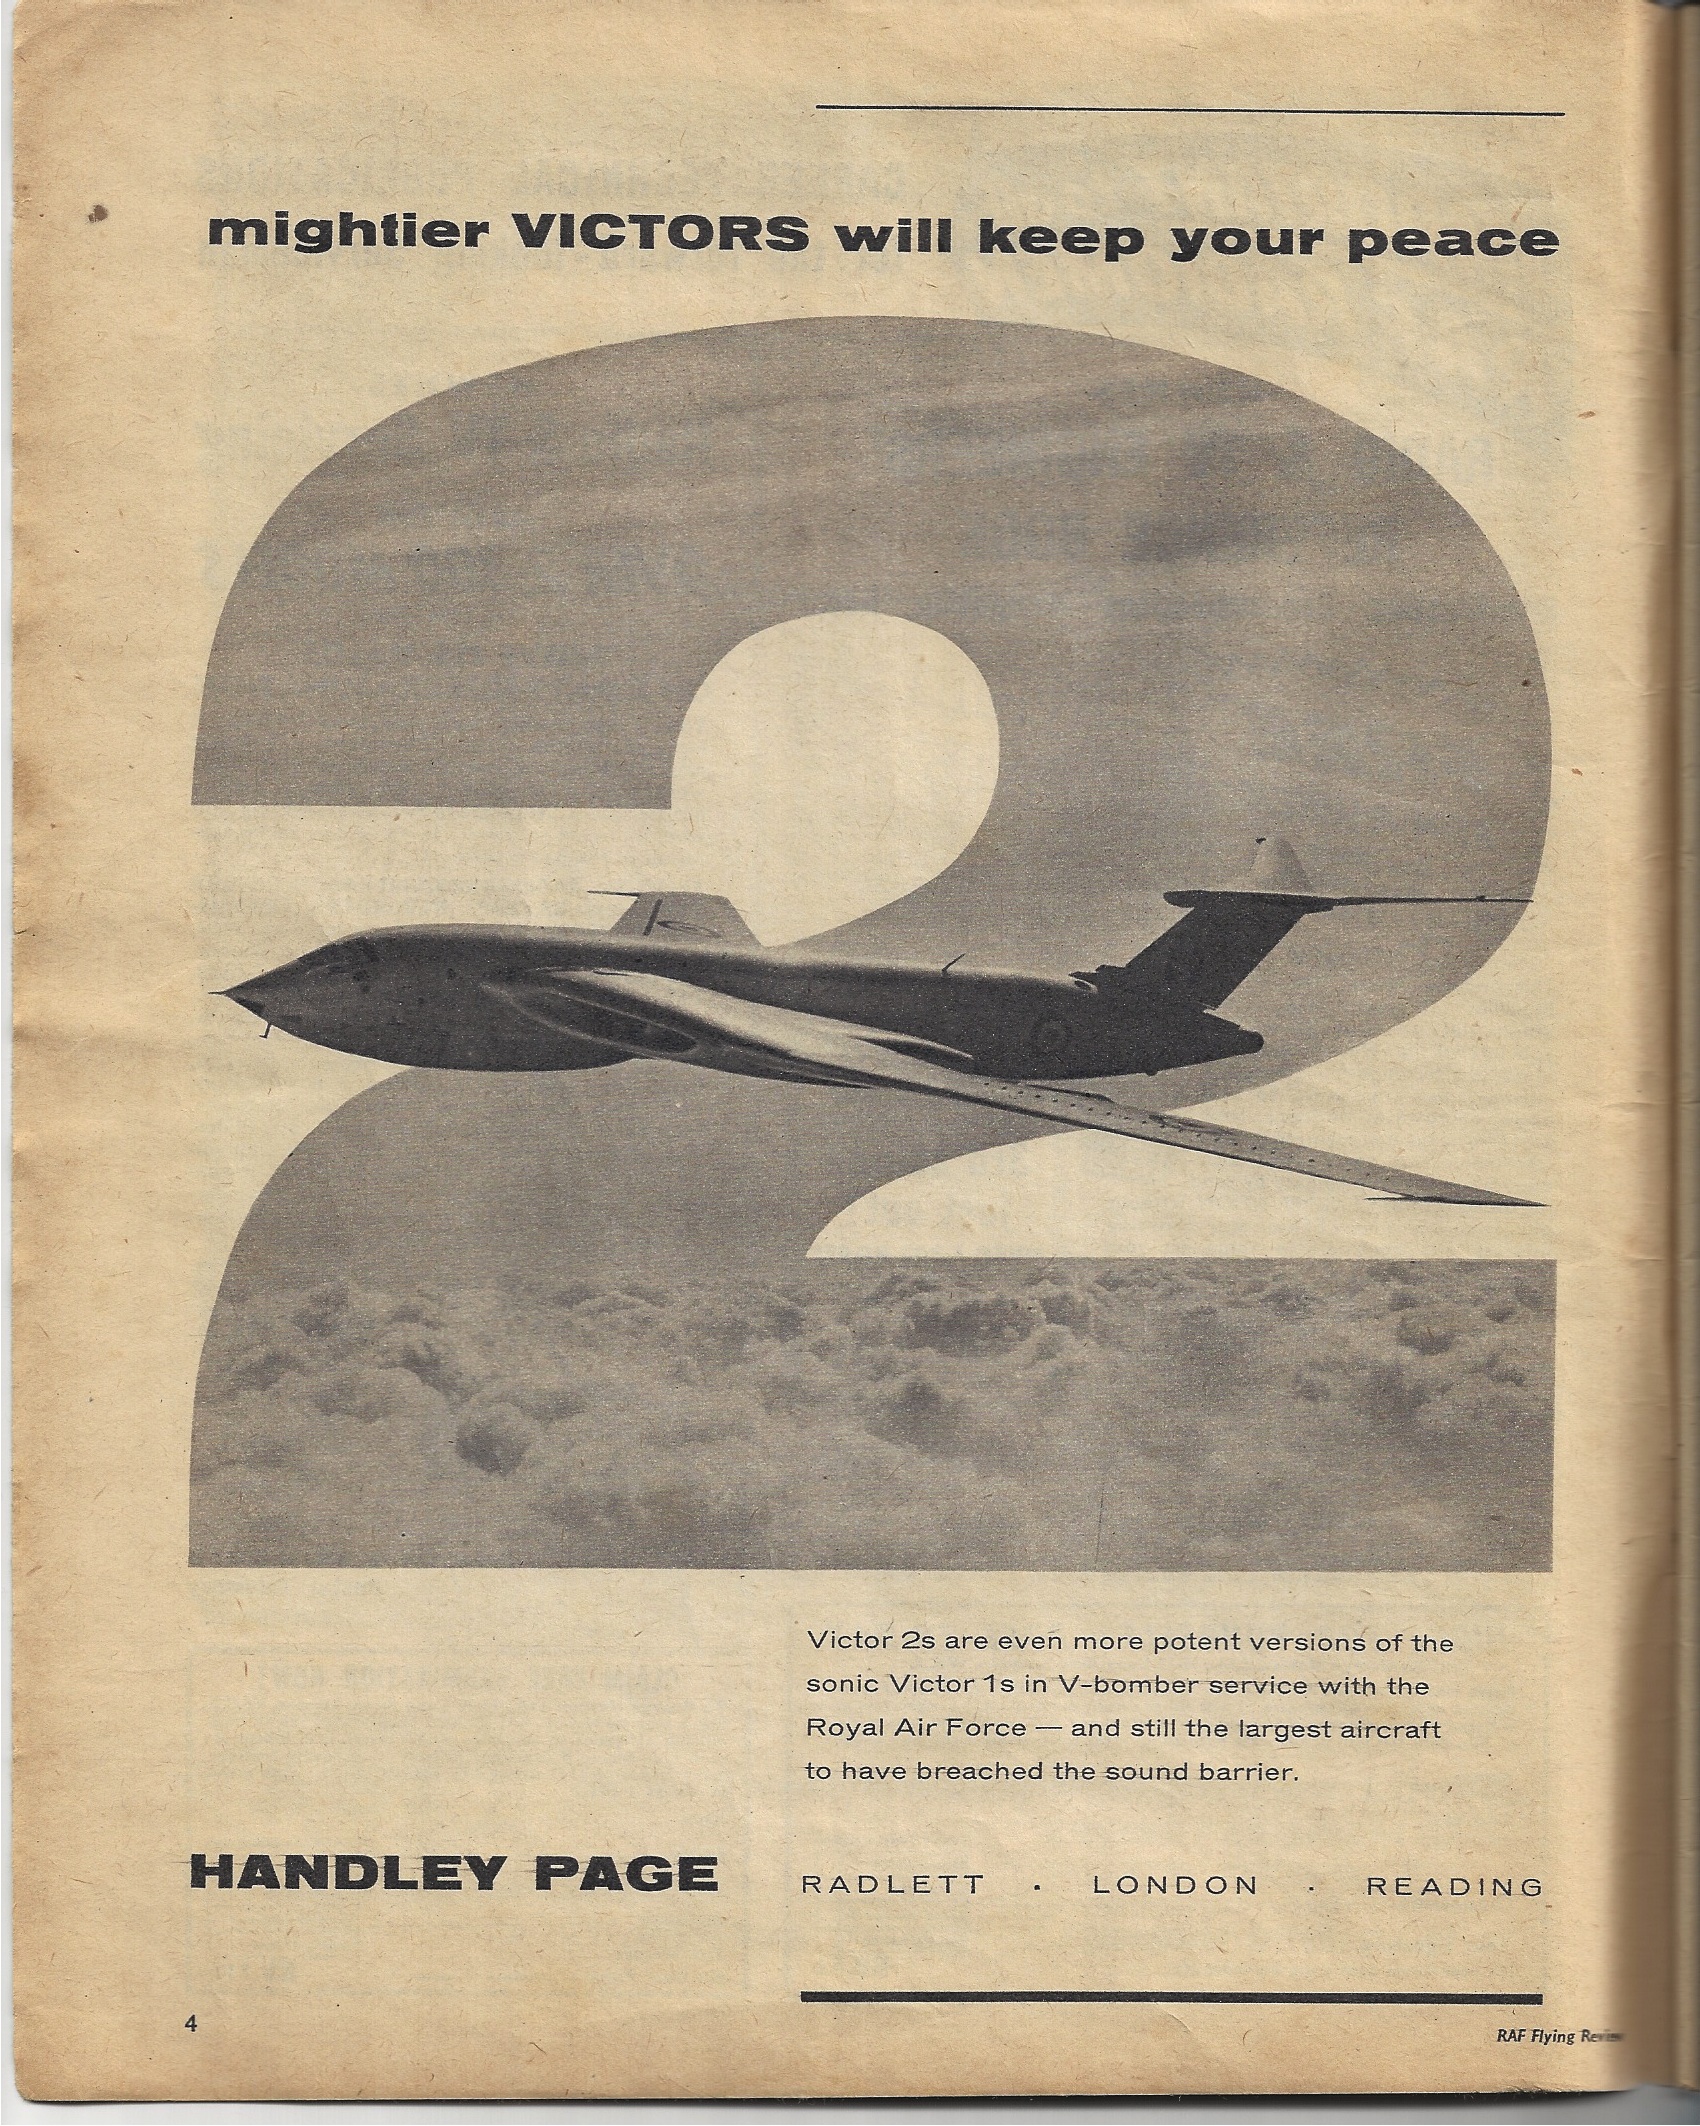 mightier VICTORS will keep your peace
2
Victor 2s are even more potent versions of the
sonic Victor 1s in V-bomber service with the
Royal Air Force — and still the largest aircraft
to have breached the sound barrier.
HANDLEY PAGE
RADLETT · LONDON · READING
4
RAF Flying Review